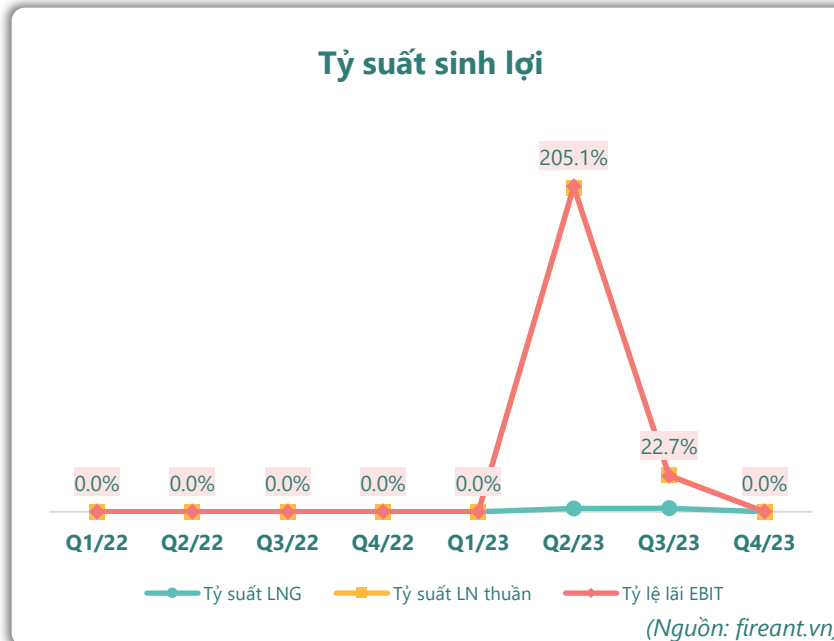 Tỷ suất sinh lợi
205.1%
22.7%
0.0% 0.0% 0.0% 0.0% 0.0% 0.0%
Q1/22 Q2/22 Q3/22 Q4/22 Q1/23 Q2/23 Q3/23 Q4/23
Tỷ suất LNG Tỷ suất LN thuần Tỷ lệ lãi EBIT
(Nguồn: fireant.vn)